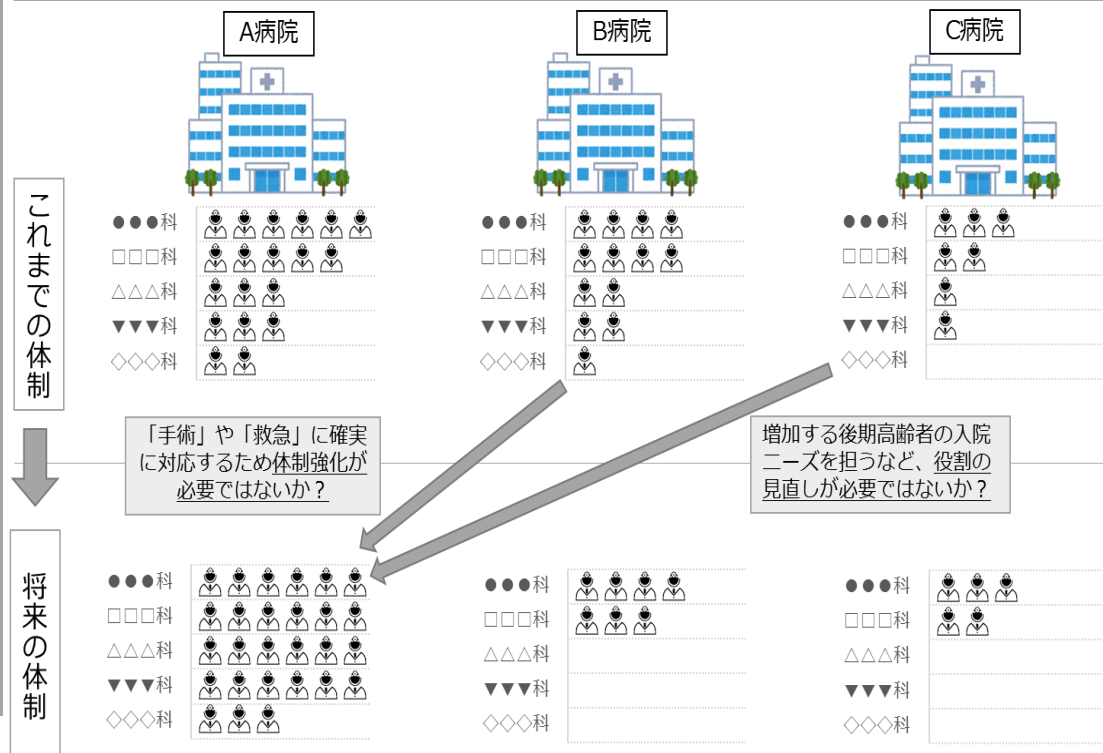 A病院
B病院
C病院
これまでの体制
●●●科
□□□科
△△△科
▼▼▼科
◇◇◇科
●●●科
□□□科
△△△科
▼▼▼科
◇◇◇科
●●●科
□□□科
△△△科
▼▼▼科
◇◇◇科
「手術」や「救急」に確実
に対応するため体制強化が
必要ではないか？
増加する後期高齢者の入院
ニーズを担うなど、役割の
見直しが必要ではないか？
将来の体制
●●●科
□□□科
△△△科
▼▼▼科
◇◇◇科
●●●科
□□□科
△△△科
▼▼▼科
◇◇◇科
●●●科
□□□科
△△△科
▼▼▼科
◇◇◇科